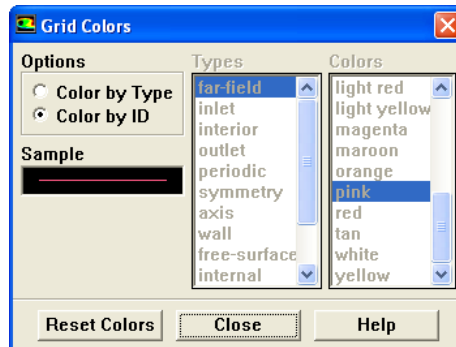 Grid Colors
Options
Color by Type
Color by ID
Sample
Types
far-field
inlet
interior
outlet
periodic
symmetry
axis
wall
free-surface
internal
Colors
light red
light yellow
magenta
maroon
orange
pink
red
tan
white
yellow
Reset Colors
Close
Help